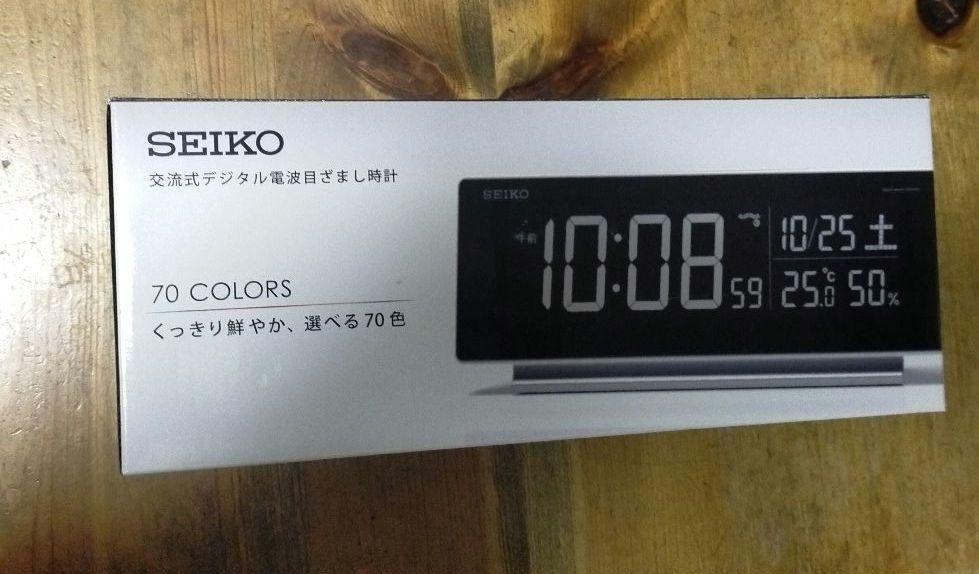 SEIKO
交流式デジタル電波目ざまし時計
70 COLORS
くっきり鮮やか、選べる70色
SEIKO
午前 10:08 59
10/25 土
25.0℃ 50%